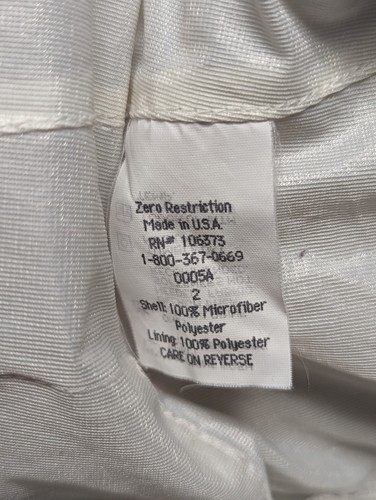 Zero Restriction
Made in U.S.A.
RN# 106373
1-800-367-0669
0005A
2
Shell: 100% Microfiber
Polyester
Lining: 100% Polyester
CARE ON REVERSE